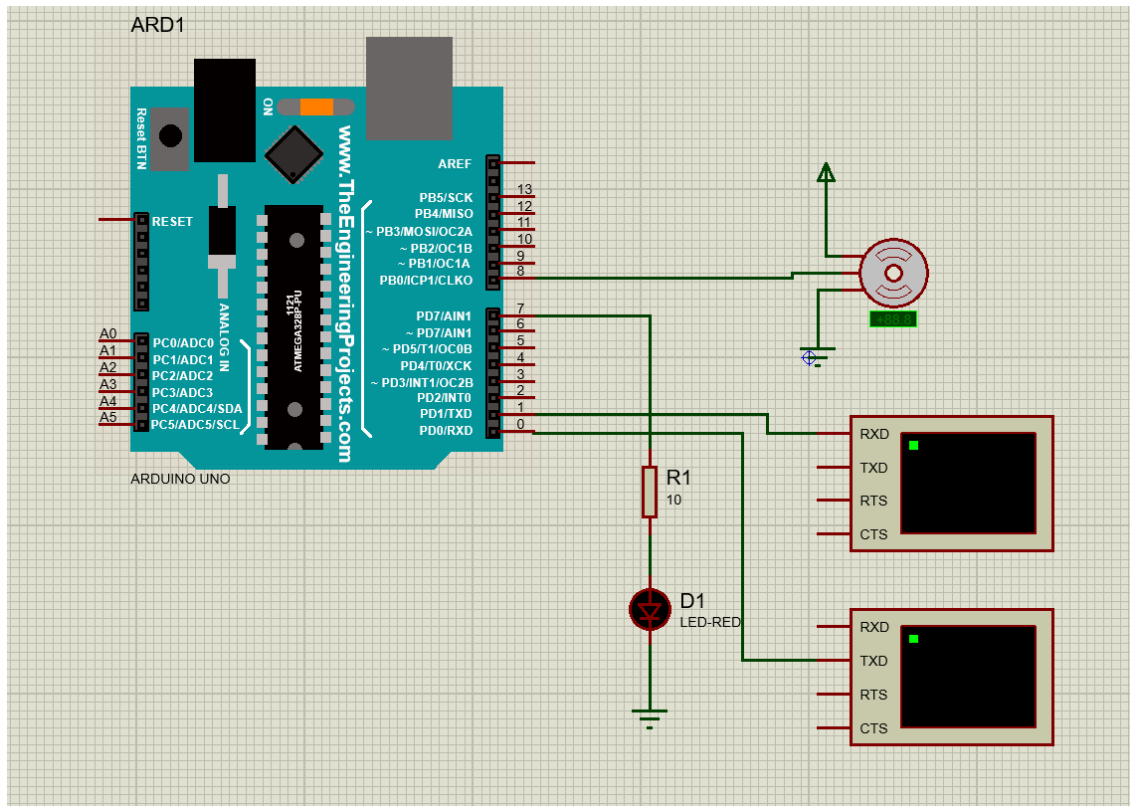 ARD1
Reset BTN
ON
www.TheEngineeringProjects.com
AREF
PB5/SCK 13
PB4/MISO 12
~ PB3/MOSI/OC2A 11
~ PB2/OC1B 10
~ PB1/OC1A 9
PB0/ICP1/CLKO 8
RESET
1121
ATMEGA328P-PU
ANALOG IN
PD7/AIN1 7
~ PD7/AIN1 6
~ PD5/T1/OC0B 5
PD4/T0/XCK 4
~ PD3/INT1/OC2B 3
PD2/INT0 2
PD1/TXD 1
PD0/RXD 0
A0 PC0/ADC0
A1 PC1/ADC1
A2 PC2/ADC2
A3 PC3/ADC3
A4 PC4/ADC4/SDA
A5 PC5/ADC5/SCL
ARDUINO UNO
+88.8
R1
10
D1
LED-RED
RXD
TXD
RTS
CTS
RXD
TXD
RTS
CTS